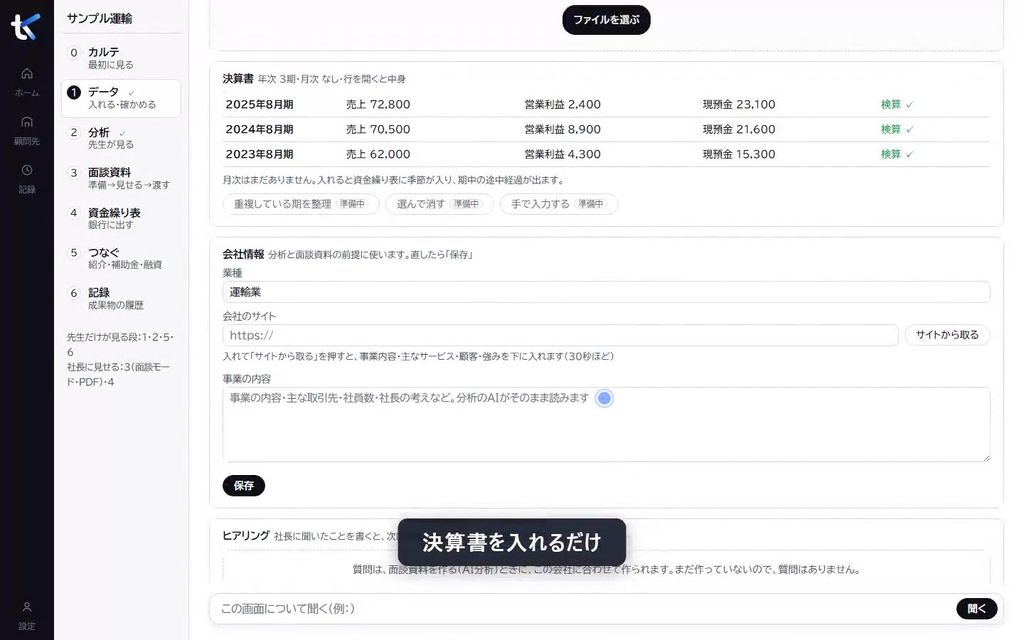 tk
ホーム
顧問先
記録
設定
サンプル運輸
0 カルテ
最初に見る
1 データ ✓
入れる・確かめる
2 分析 ✓
先生が見る
3 面談資料
準備→見せる→渡す
4 資金繰り表
銀行に出す
5 つなぐ
紹介・補助金・融資
6 記録
成果物の履歴
先生だけが見る段：1・2・5・
6
社長に見せる：3（面談モー
ド・PDF）・4
ファイルを選ぶ
決算書 年次 3期・月次 なし・行を開くと中身
2025年8月期 売上 72,800 営業利益 2,400 現預金 23,100 検算 ✓
2024年8月期 売上 70,500 営業利益 8,900 現預金 21,600 検算 ✓
2023年8月期 売上 62,000 営業利益 4,300 現預金 15,300 検算 ✓
月次はまだありません。入れると資金繰り表に季節が入り、期中の途中経過が出ます。
重複している期を整理 準備中 選んで消す 準備中 手で入力する 準備中
会社情報 分析と面談資料の前提に使います。直したら「保存」
業種
運輸業
会社のサイト
https:// サイトから取る
入れて「サイトから取る」を押すと、事業内容・主なサービス・顧客・強みを下に入れます（30秒ほど）
事業の内容
事業の内容・主な取引先・社員数・社長の考えなど。分析のAIがそのまま読みます
保存
ヒアリング 社長に聞いたことを書くと、次
決算書を入れるだけ
質問は、面談資料を作る（AI分析）ときに、この会社に合わせて作られます。まだ作っていないので、質問はありません。
この画面について聞く（例：） 聞く